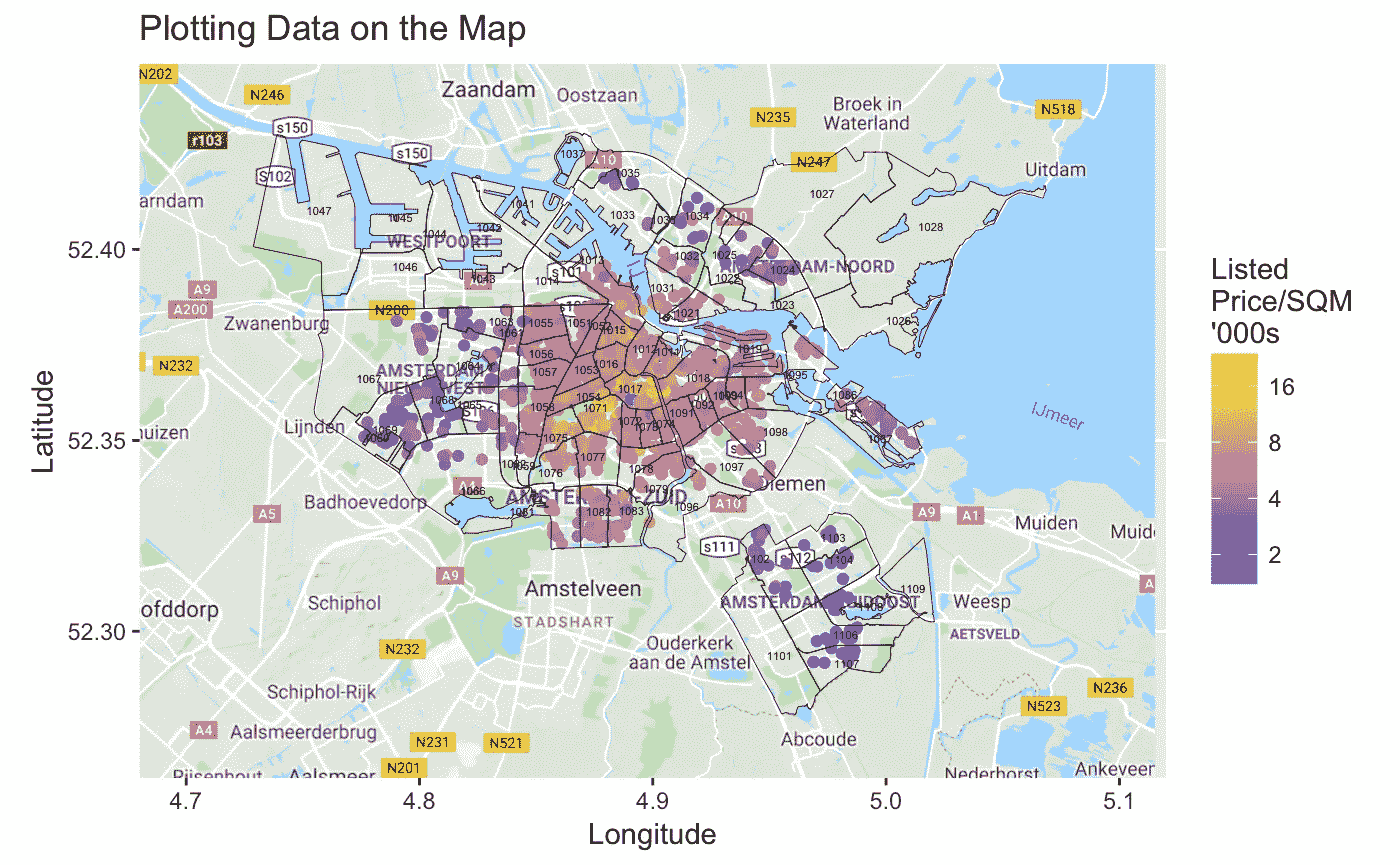 Plotting Data on the Map
N202
N246
Zaandam
Oostzaan
N235
Broek in
Waterland
N518
s150
r103
s150
1037
A10
N247
Uitdam
S102
1035
1027
arndam
1047
1045
1041
1033
1034
A10
1028
1044
1042
WESTPOORT
52.40
1032
1025
AMSTERDAM-NOORD
1024
1046
1043
s101
1013
1014
1022
A9
1031
1023
A200
N200
1021
1026
Zwanenburg
1063
1055
1051
1052
1015
1061
N232
1056
1012
1011
1019
AMSTERDAM
NIEUW-WEST
1064
1057
1053
1016
1018
1095
1067
1017
1068
1054
1092
1086
1065
1058
1071
1091
IJmeer
Lijnden
1069
1072
1073
1074
1087
huizen
1060
1075
1098
52.35
1077
1059
1076
1078
1097
Diemen
1066
A4
1079
Badhoevedorp
AMSTERDAM-ZUID
A10
1096
A5
1081
1082
1083
A9
A1
Muiden
Muid
s111
1103
1102
s112
1104
A9
Amstelveen
1109
A
ofddorp
Schiphol
AMSTERDAM-ZUIDOOST
1108
Weesp
STADSHART
52.30
AETSVELD
1106
N232
Ouderkerk
aan de Amstel
1101
1107
Schiphol-Rijk
N236
N523
A4
Aalsmeerderbrug
N231
N521
Abcoude
N201
Rijsenhout
Aalsmeer
Nederhorst
Ankeveen
4.7
4.8
4.9
5.0
5.1
Longitude
Latitude
Listed
Price/SQM
'000s
16
8
4
2